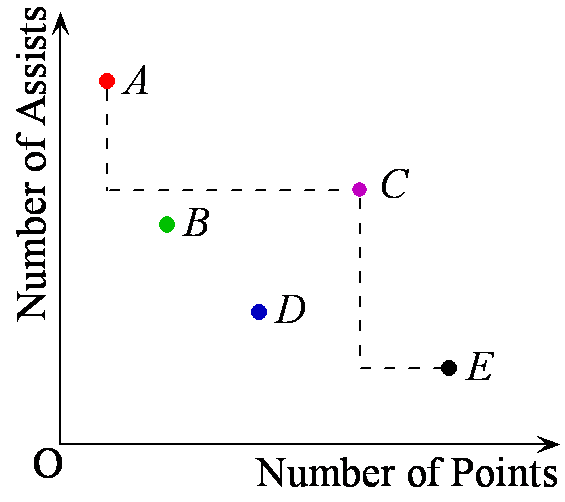 Number of Assists
A
C
B
D
E
O
Number of Points